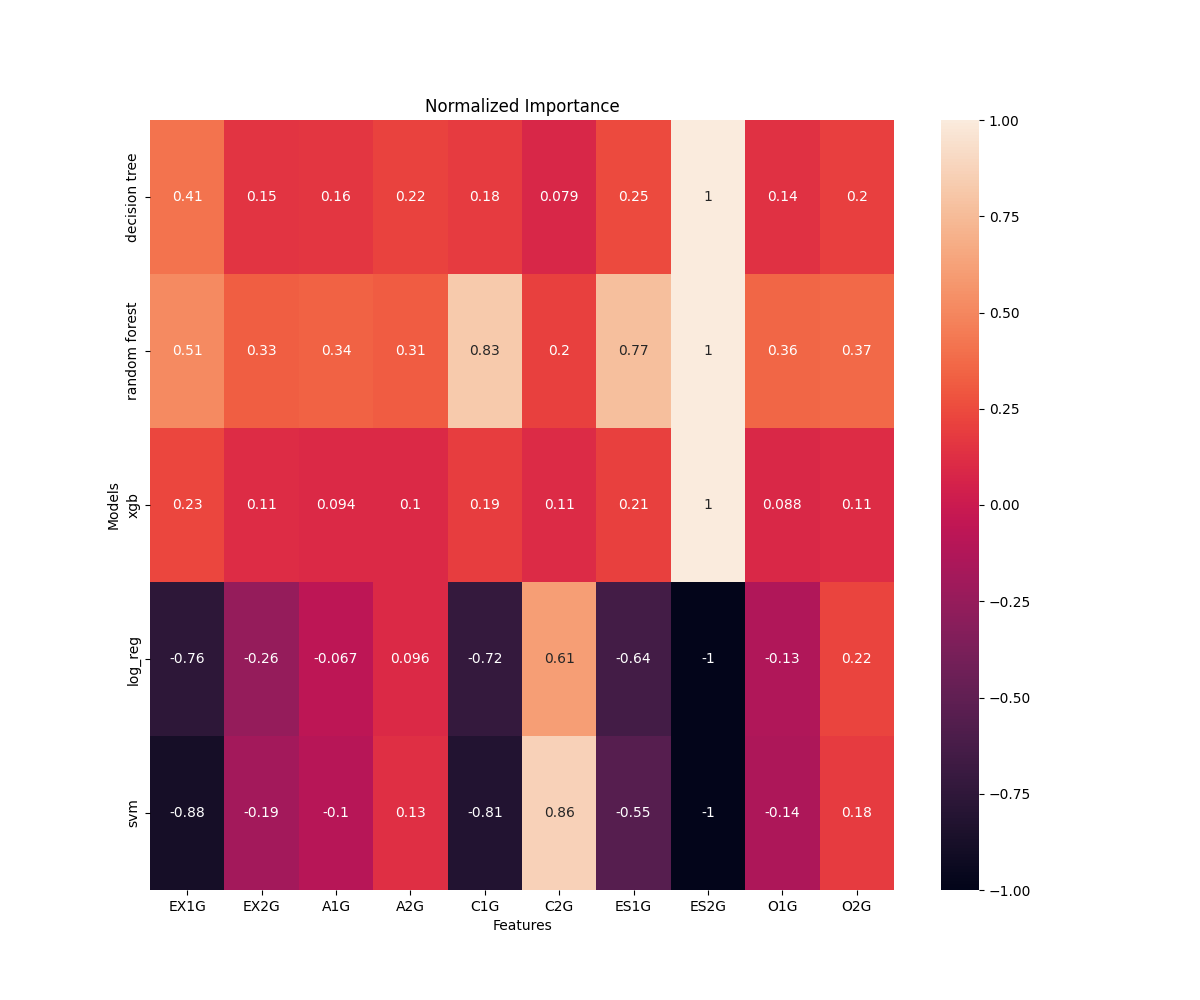 Normalized Importance
decision tree 0.41 0.15 0.16 0.22 0.18 0.079 0.25 1 0.14 0.2
random forest 0.51 0.33 0.34 0.31 0.83 0.2 0.77 1 0.36 0.37
Models
xgb 0.23 0.11 0.094 0.1 0.19 0.11 0.21 1 0.088 0.11
log_reg -0.76 -0.26 -0.067 0.096 -0.72 0.61 -0.64 -1 -0.13 0.22
svm -0.88 -0.19 -0.1 0.13 -0.81 0.86 -0.55 -1 -0.14 0.18
EX1G EX2G A1G A2G C1G C2G ES1G ES2G O1G O2G
Features
1.00
0.75
0.50
0.25
0.00
−0.25
−0.50
−0.75
−1.00